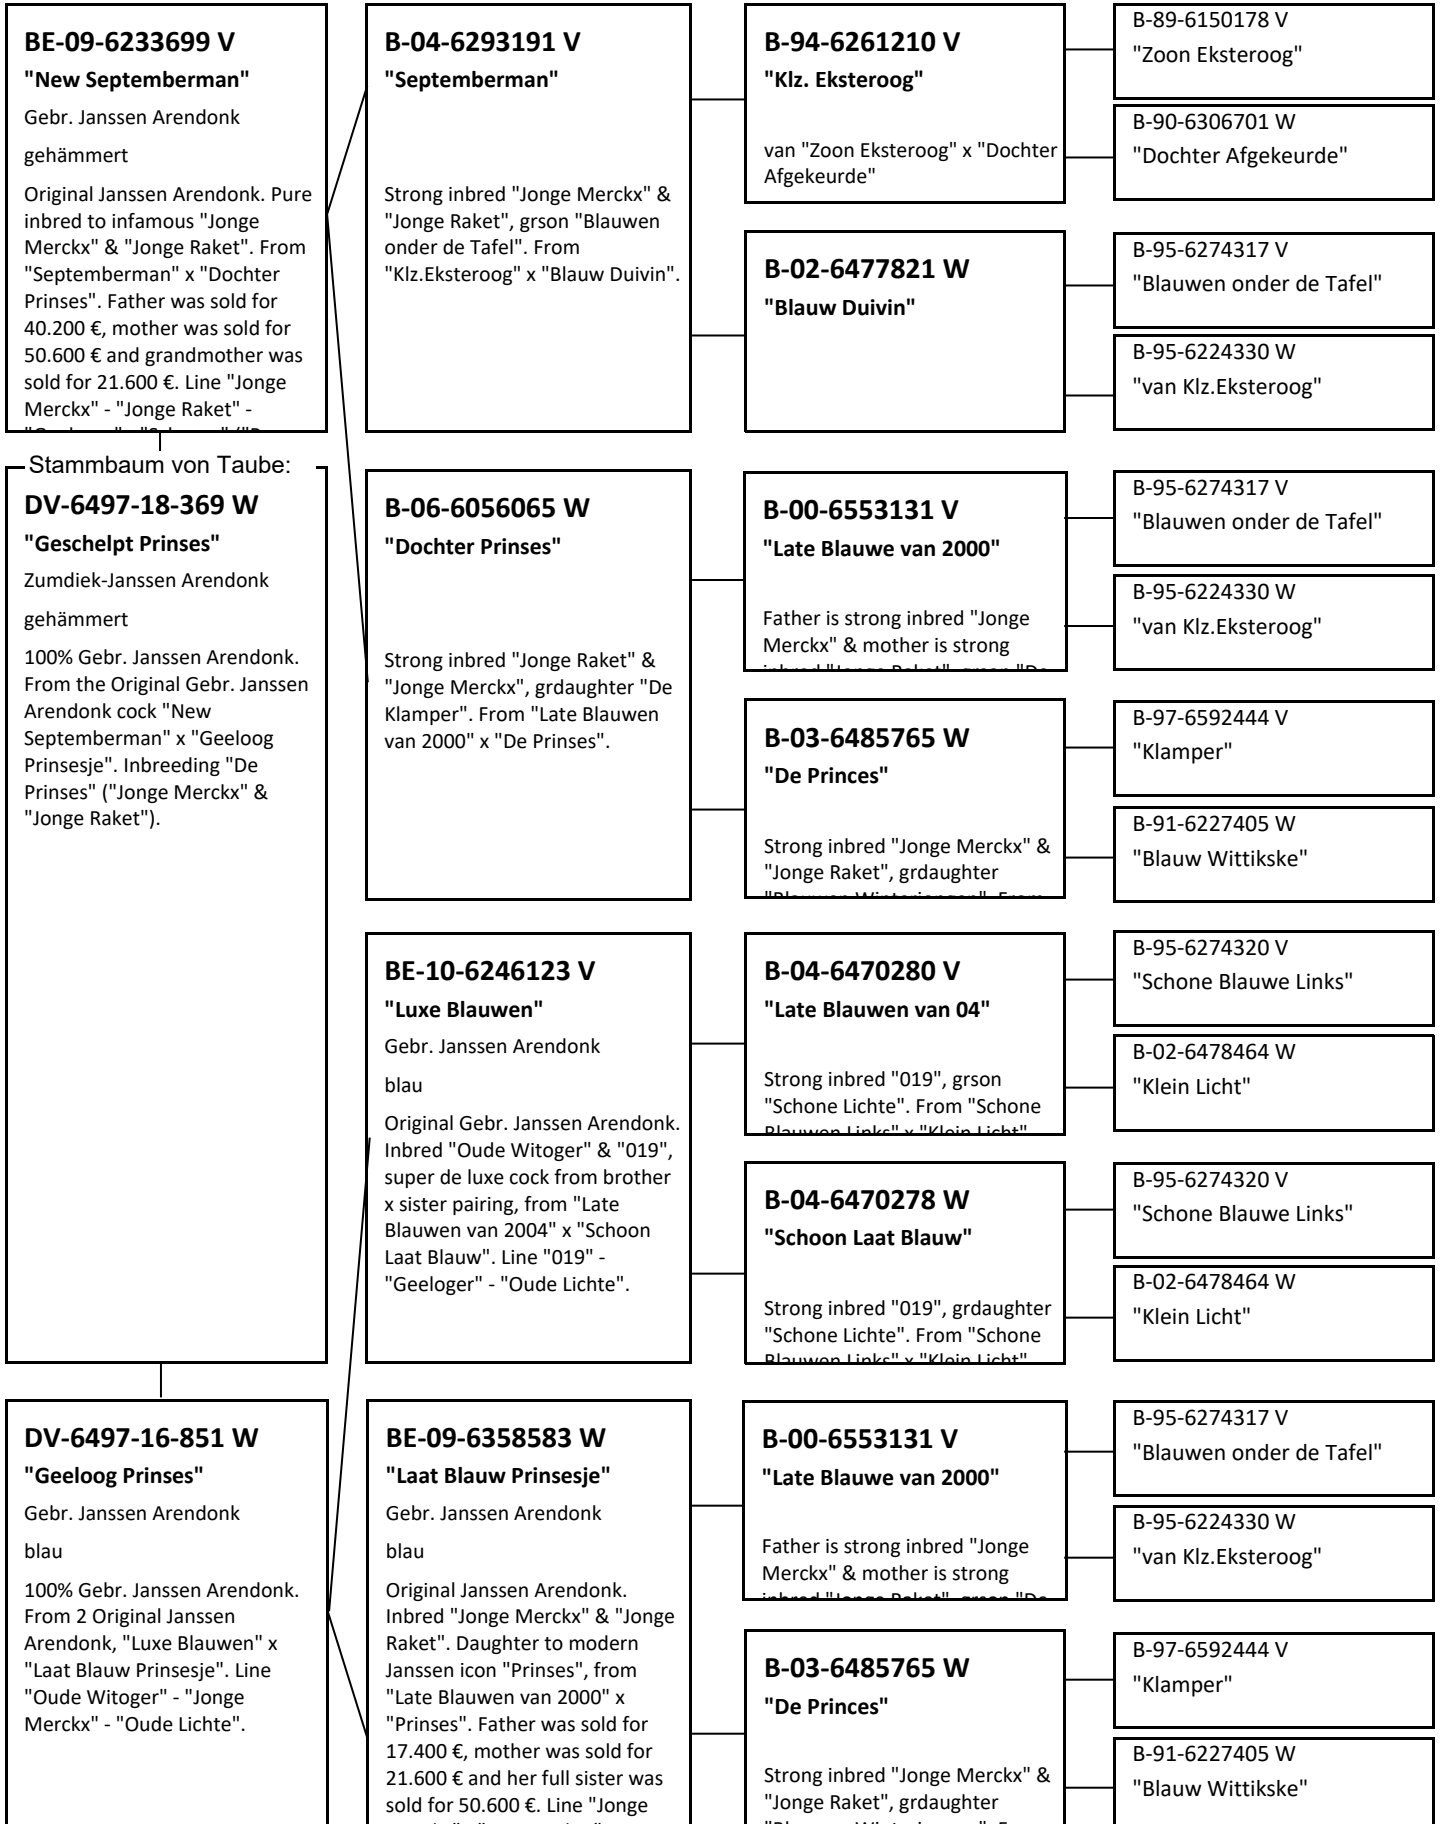 BE-09-6233699 V
"New Septemberman"
Gebr. Janssen Arendonk
gehämmert
Original Janssen Arendonk. Pure
inbred to infamous "Jonge
Merckx" & "Jonge Raket". From
"Septemberman" x "Dochter
Prinses". Father was sold for
40.200 €, mother was sold for
50.600 € and grandmother was
sold for 21.600 €. Line "Jonge
Merckx" - "Jonge Raket" -
Stammbaum von Taube:
DV-6497-18-369 W
"Geschelpt Prinses"
Zumdiek-Janssen Arendonk
gehämmert
100% Gebr. Janssen Arendonk.
From the Original Gebr. Janssen
Arendonk cock "New
Septemberman" x "Geeloog
Prinsesje". Inbreeding "De
Prinses" ("Jonge Merckx" &
"Jonge Raket").
DV-6497-16-851 W
"Geeloog Prinses"
Gebr. Janssen Arendonk
blau
100% Gebr. Janssen Arendonk.
From 2 Original Janssen
Arendonk, "Luxe Blauwen" x
"Laat Blauw Prinsesje". Line
"Oude Witoger" - "Jonge
Merckx" - "Oude Lichte".
B-04-6293191 V
"Septemberman"
Strong inbred "Jonge Merckx" &
"Jonge Raket", grson "Blauwen
onder de Tafel". From
"Klz.Eksteroog" x "Blauw Duivin".
B-06-6056065 W
"Dochter Prinses"
Strong inbred "Jonge Raket" &
"Jonge Merckx", grdaughter "De
Klamper". From "Late Blauwen
van 2000" x "De Prinses".
BE-10-6246123 V
"Luxe Blauwen"
Gebr. Janssen Arendonk
blau
Original Gebr. Janssen Arendonk.
Inbred "Oude Witoger" & "019",
super de luxe cock from brother
x sister pairing, from "Late
Blauwen van 2004" x "Schoon
Laat Blauw". Line "019" -
"Geeloger" - "Oude Lichte".
BE-09-6358583 W
"Laat Blauw Prinsesje"
Gebr. Janssen Arendonk
blau
Original Janssen Arendonk.
Inbred "Jonge Merckx" & "Jonge
Raket". Daughter to modern
Janssen icon "Prinses", from
"Late Blauwen van 2000" x
"Prinses". Father was sold for
17.400 €, mother was sold for
21.600 € and her full sister was
sold for 50.600 €. Line "Jonge
B-94-6261210 V
"Klz. Eksteroog"
van "Zoon Eksteroog" x "Dochter
Afgekeurde"
B-02-6477821 W
"Blauw Duivin"
B-00-6553131 V
"Late Blauwe van 2000"
Father is strong inbred "Jonge
Merckx" & mother is strong
inbred "Jonge Raket", grson "De
B-03-6485765 W
"De Princes"
Strong inbred "Jonge Merckx" &
"Jonge Raket", grdaughter
B-04-6470280 V
"Late Blauwen van 04"
Strong inbred "019", grson
"Schone Lichte". From "Schone
Blauwen Links" x "Klein Licht"
B-04-6470278 W
"Schoon Laat Blauw"
Strong inbred "019", grdaughter
"Schone Lichte". From "Schone
Blauwen Links" x "Klein Licht"
B-00-6553131 V
"Late Blauwe van 2000"
Father is strong inbred "Jonge
Merckx" & mother is strong
inbred "Jonge Raket", grson "De
B-03-6485765 W
"De Princes"
Strong inbred "Jonge Merckx" &
"Jonge Raket", grdaughter
B-89-6150178 V
"Zoon Eksteroog"
B-90-6306701 W
"Dochter Afgekeurde"
B-95-6274317 V
"Blauwen onder de Tafel"
B-95-6224330 W
"van Klz.Eksteroog"
B-95-6274317 V
"Blauwen onder de Tafel"
B-95-6224330 W
"van Klz.Eksteroog"
B-97-6592444 V
"Klamper"
B-91-6227405 W
"Blauw Wittikske"
B-95-6274320 V
"Schone Blauwe Links"
B-02-6478464 W
"Klein Licht"
B-95-6274320 V
"Schone Blauwe Links"
B-02-6478464 W
"Klein Licht"
B-95-6274317 V
"Blauwen onder de Tafel"
B-95-6224330 W
"van Klz.Eksteroog"
B-97-6592444 V
"Klamper"
B-91-6227405 W
"Blauw Wittikske"